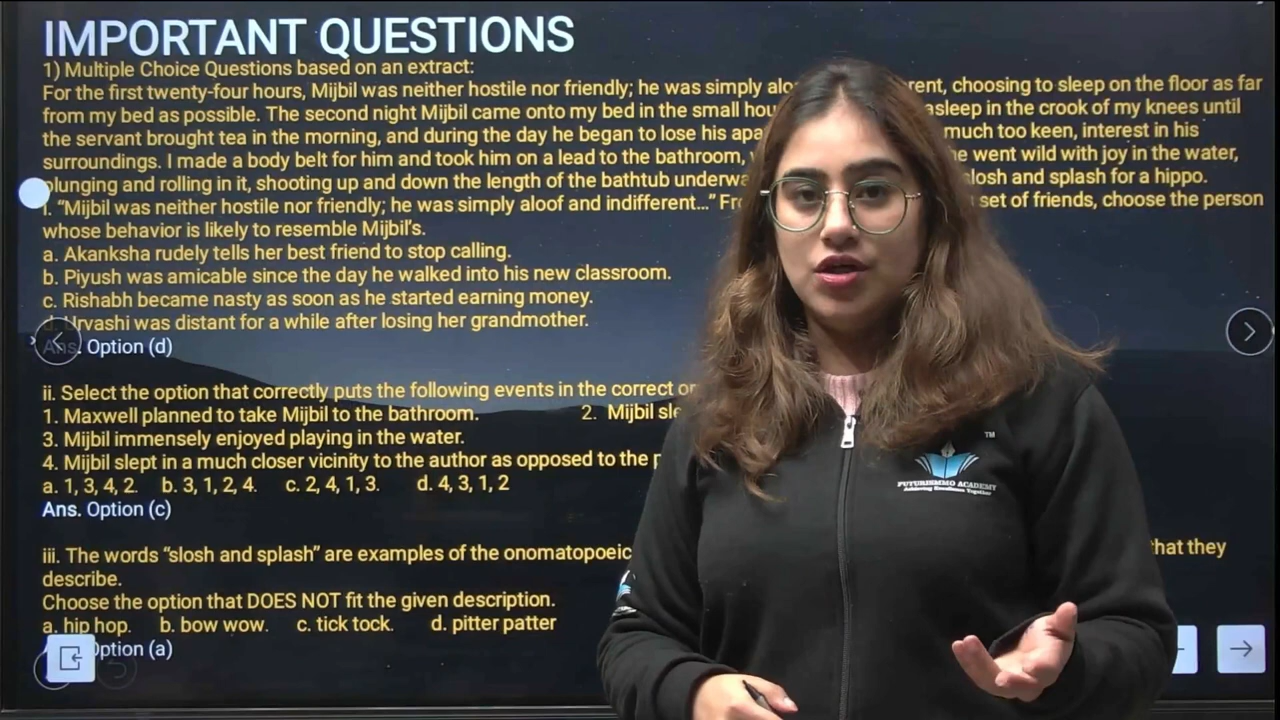 IMPORTANT QUESTIONS
1) Multiple Choice Questions based on an extract:
For the first twenty-four hours, Mijbil was neither hostile nor friendly; he was simply choosing to sleep on the floor as far
from my bed as possible. The second night Mijbil came onto my bed in the small asleep in the crook of my knees until
the servant brought tea in the morning, and during the day he began to lose his much too keen, interest in his
surroundings. I made a body belt for him and took him on a lead to the bathroom, he went wild with joy in the water,
plunging and rolling in it, shooting up and down the length of the bathtub slosh and splash for a hippo.
i. “Mijbil was neither hostile nor friendly; he was simply aloof and indifferent...” set of friends, choose the person
whose behavior is likely to resemble Mijbil’s.
a. Akanksha rudely tells her best friend to stop calling.
b. Piyush was amicable since the day he walked into his new classroom.
c. Rishabh became nasty as soon as he started earning money.
d. Urvashi was distant for a while after losing her grandmother.
Ans. Option (d)
ii. Select the option that correctly puts the following events in the correct
1. Maxwell planned to take Mijbil to the bathroom. 2. Mijbil
3. Mijbil immensely enjoyed playing in the water.
4. Mijbil slept in a much closer vicinity to the author as opposed to the
a. 1, 3, 4, 2. b. 3, 1, 2, 4. c. 2, 4, 1, 3. d. 4, 3, 1, 2
Ans. Option (c)
iii. The words “slosh and splash” are examples of the onomatopoeic that they
describe.
Choose the option that DOES NOT fit the given description.
a. hip hop. b. bow wow. c. tick tock. d. pitter patter
Option (a)
TM
FUTURISMMO ACADEMY
Achieving Excellence Together